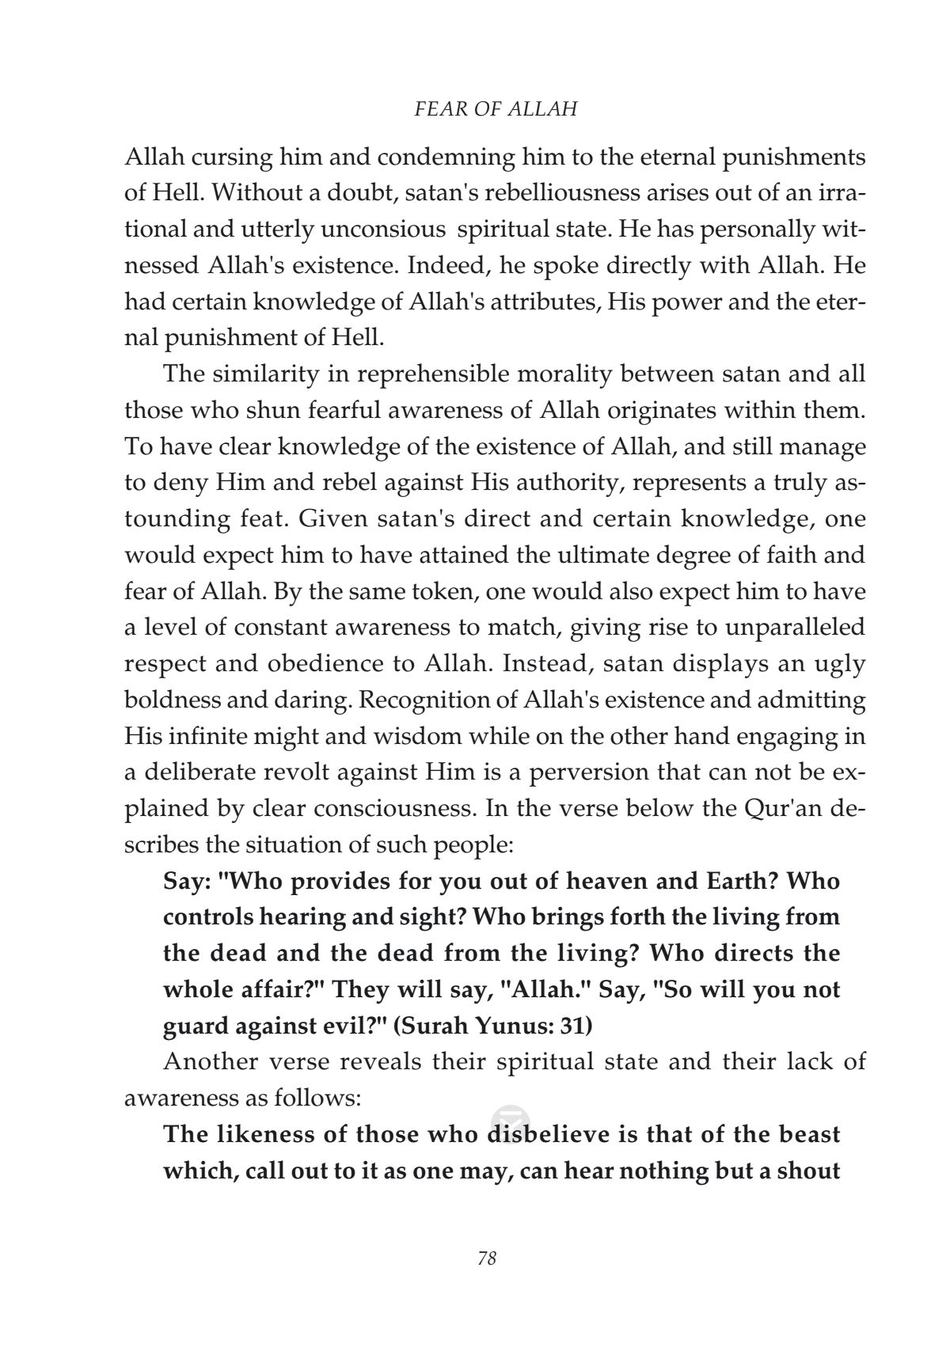 FEAR OF ALLAH
Allah cursing him and condemning him to the eternal punishments
of Hell. Without a doubt, satan's rebelliousness arises out of an irra-
tional and utterly unconsious  spiritual state. He has personally wit-
nessed Allah's existence. Indeed, he spoke directly with Allah. He
had certain knowledge of Allah's attributes, His power and the eter-
nal punishment of Hell.
The similarity in reprehensible morality between satan and all
those who shun fearful awareness of Allah originates within them.
To have clear knowledge of the existence of Allah, and still manage
to deny Him and rebel against His authority, represents a truly as-
tounding feat. Given satan's direct and certain knowledge, one
would expect him to have attained the ultimate degree of faith and
fear of Allah. By the same token, one would also expect him to have
a level of constant awareness to match, giving rise to unparalleled
respect and obedience to Allah. Instead, satan displays an ugly
boldness and daring. Recognition of Allah's existence and admitting
His infinite might and wisdom while on the other hand engaging in
a deliberate revolt against Him is a perversion that can not be ex-
plained by clear consciousness. In the verse below the Qur'an de-
scribes the situation of such people:
Say: "Who provides for you out of heaven and Earth? Who
controls hearing and sight? Who brings forth the living from
the dead and the dead from the living? Who directs the
whole affair?" They will say, "Allah." Say, "So will you not
guard against evil?" (Surah Yunus: 31)
Another verse reveals their spiritual state and their lack of
awareness as follows:
The likeness of those who disbelieve is that of the beast
which, call out to it as one may, can hear nothing but a shout
78